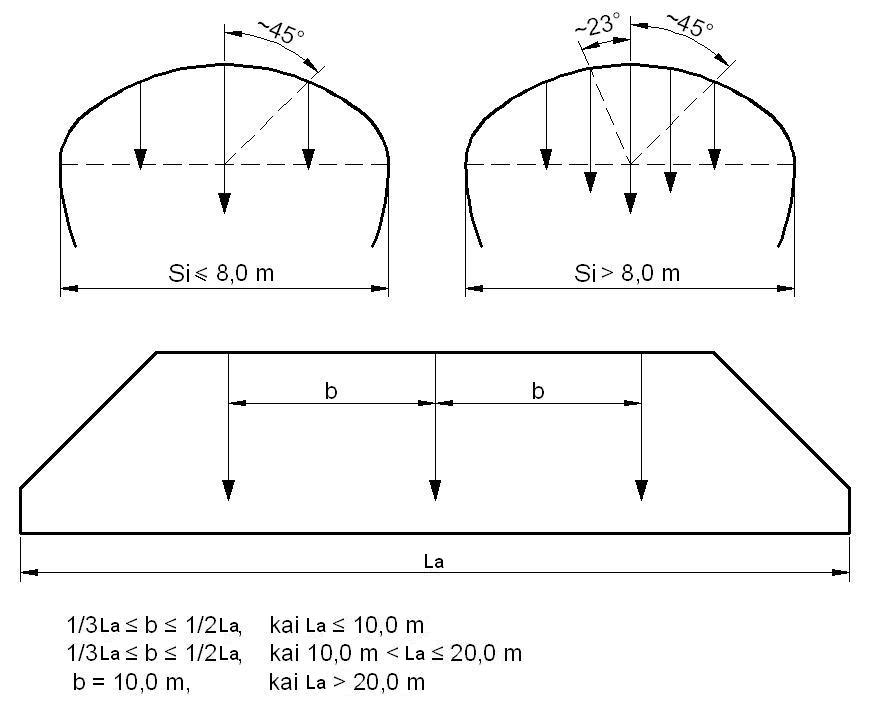 ~45°
~23°
~45°
Si ≤ 8,0 m
Si > 8,0 m
b
b
La
1/3La ≤ b ≤ 1/2La, kai La ≤ 10,0 m
1/3La ≤ b ≤ 1/2La, kai 10,0 m < La ≤ 20,0 m
b = 10,0 m, kai La > 20,0 m